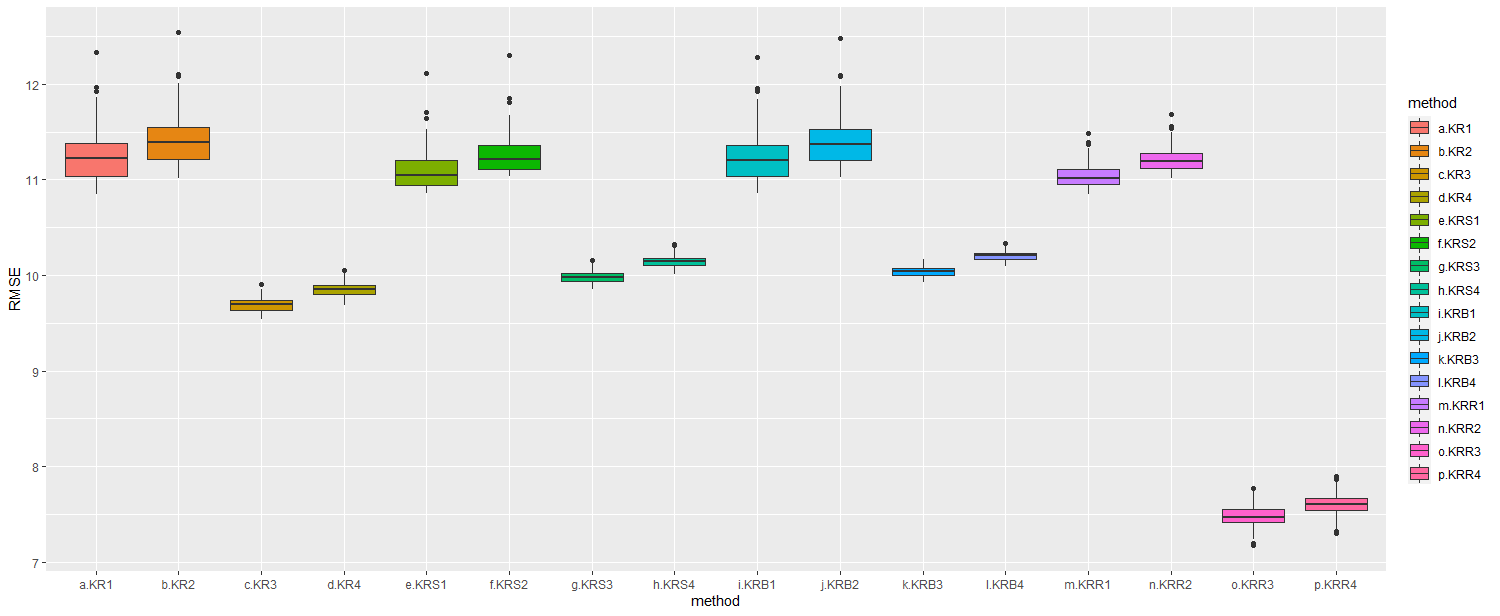 RMSE
12
11
10
9
8
7
a.KR1 b.KR2 c.KR3 d.KR4 e.KRS1 f.KRS2 g.KRS3 h.KRS4 i.KRB1 j.KRB2 k.KRB3 l.KRB4 m.KRR1 n.KRR2 o.KRR3 p.KRR4
method
method
a.KR1
b.KR2
c.KR3
d.KR4
e.KRS1
f.KRS2
g.KRS3
h.KRS4
i.KRB1
j.KRB2
k.KRB3
l.KRB4
m.KRR1
n.KRR2
o.KRR3
p.KRR4